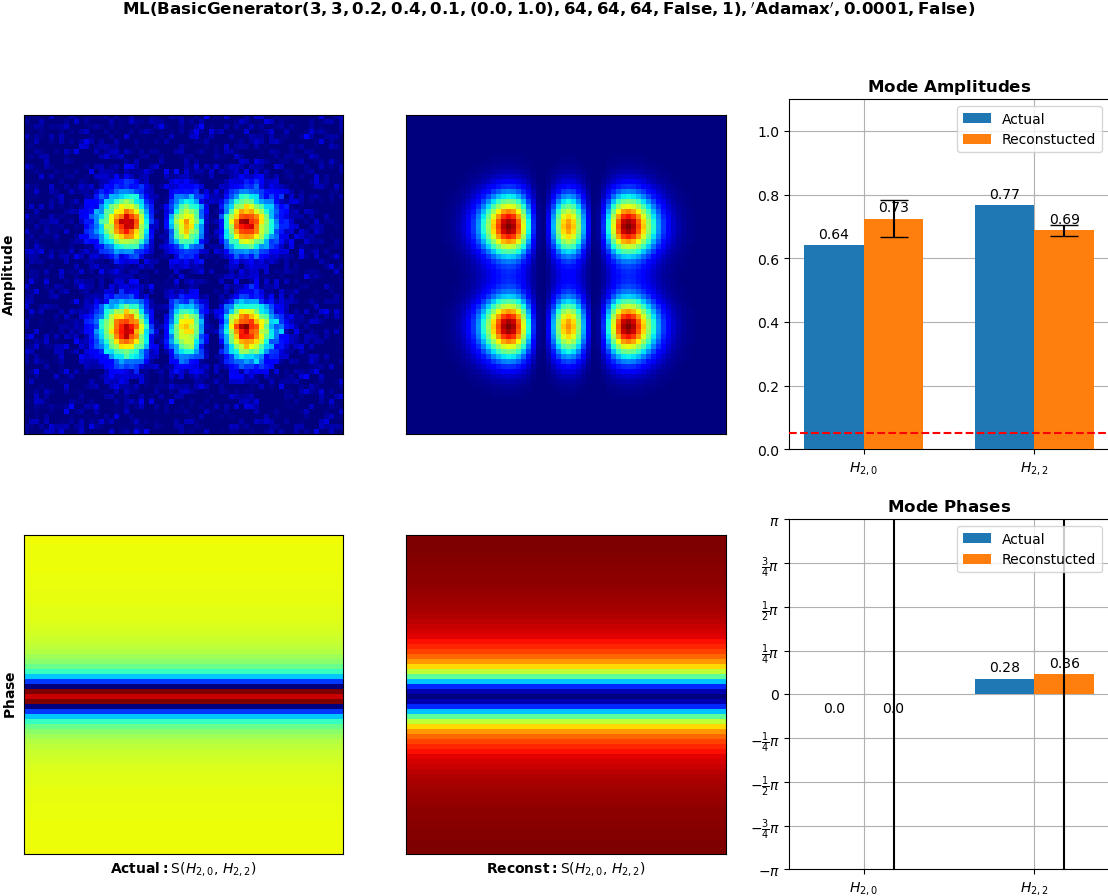 ML(BasicGenerator(3, 3, 0.2, 0.4, 0.1, (0.0, 1.0), 64, 64, 64, False, 1), ′Adamax′, 0.0001, False)
Amplitude
Mode Amplitudes
Actual
Reconstucted
1.0
0.8
0.6
0.4
0.2
0.0
0.64
0.73
0.77
0.69
H2,0
H2,2
Phase
Actual: S(H2,0, H2,2)
Reconst: S(H2,0, H2,2)
Mode Phases
Actual
Reconstucted
π
3/4π
1/2π
1/4π
0
−1/4π
−1/2π
−3/4π
−π
0.0
0.0
0.28
0.36
H2,0
H2,2